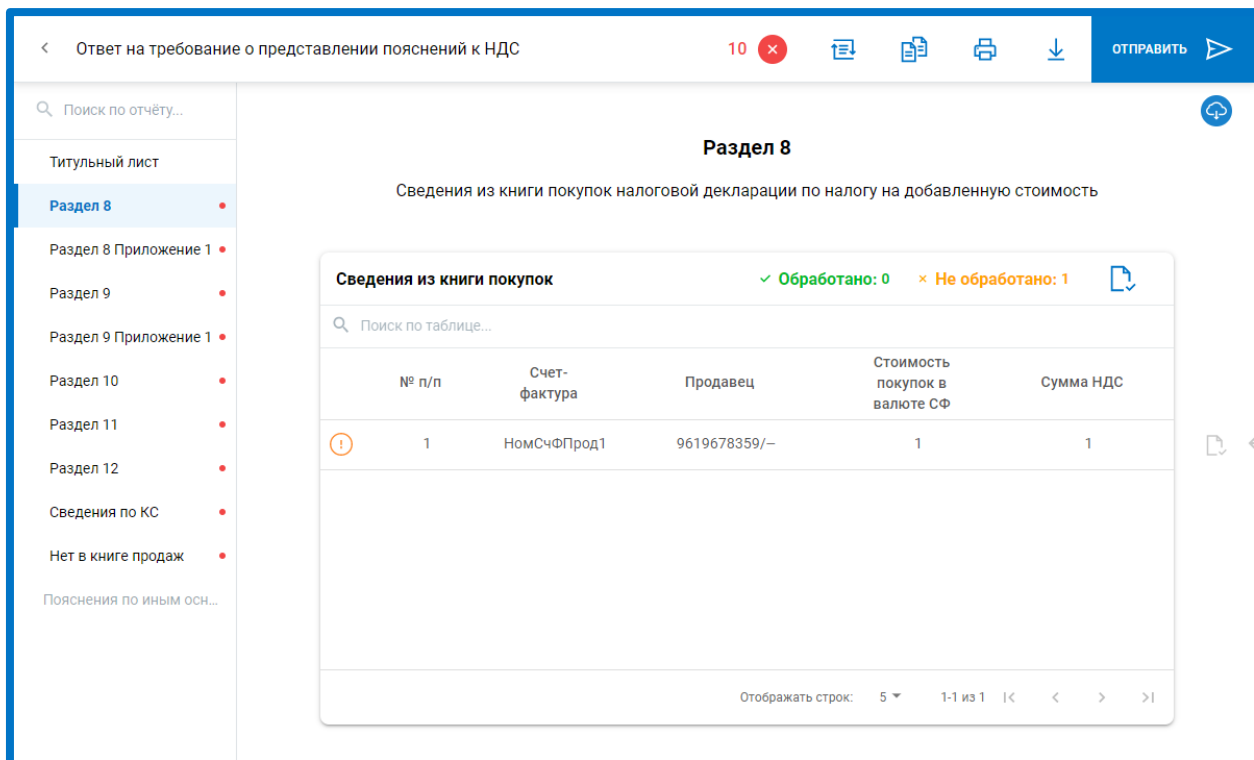 Ответ на требование о представлении пояснений к НДС
10
ОТПРАВИТЬ
Поиск по отчёту...
Титульный лист
Раздел 8
Раздел 8 Приложение 1
Раздел 9
Раздел 9 Приложение 1
Раздел 10
Раздел 11
Раздел 12
Сведения по КС
Нет в книге продаж
Пояснения по иным осн...
Раздел 8
Сведения из книги покупок налоговой декларации по налогу на добавленную стоимость
Сведения из книги покупок
Обработано: 0
Не обработано: 1
Поиск по таблице...
№ п/п
Счет-
фактура
Продавец
Стоимость
покупок в
валюте СФ
Сумма НДС
1
НомСчФПрод1
9619678359/–
1
1
Отображать строк: 5
1-1 из 1